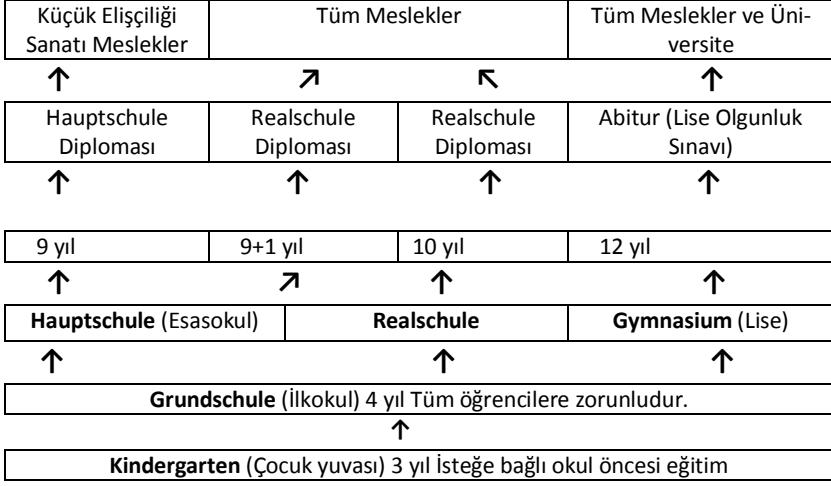 Küçük Elişçiliği
Sanatı Meslekler
Tüm Meslekler
Tüm Meslekler ve Üni-
versite
Hauptschule
Diploması
Realschule
Diploması
Realschule
Diploması
Abitur (Lise Olgunluk
Sınavı)
9 yıl
9+1 yıl
10 yıl
12 yıl
Hauptschule (Esasokul)
Realschule
Gymnasium (Lise)
Grundschule (İlkokul) 4 yıl Tüm öğrencilere zorunludur.
Kindergarten (Çocuk yuvası) 3 yıl İsteğe bağlı okul öncesi eğitim